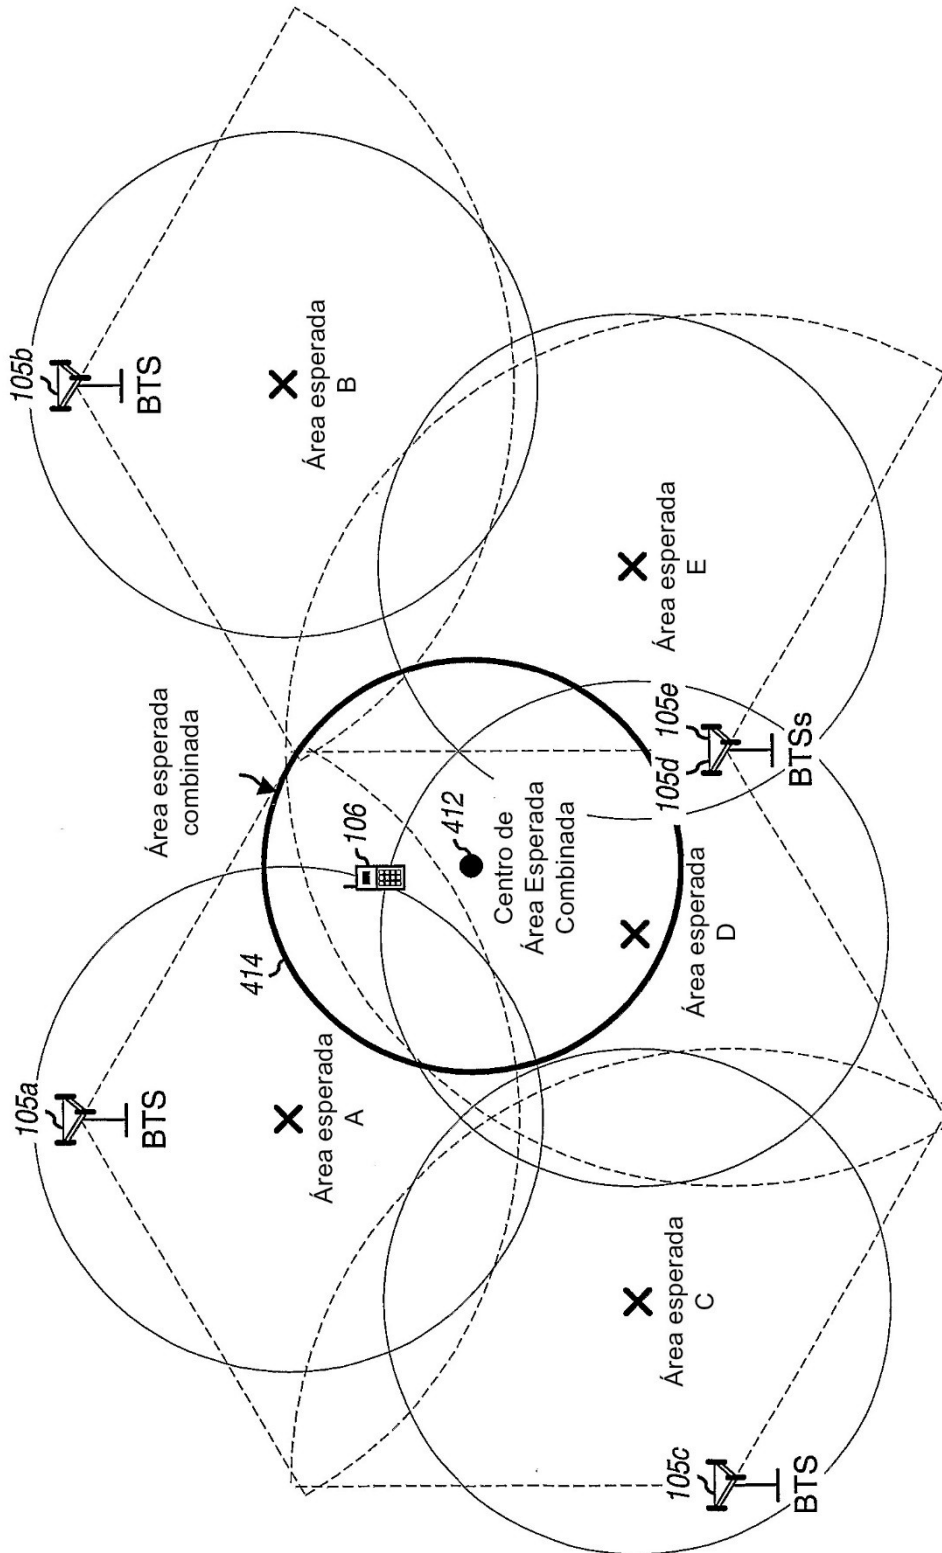 105a
BTS
Área esperada
A
105b
BTS
Área esperada
B
Área esperada
combinada
414
106
412
Centro de
Área Esperada
Combinada
105c
BTS
Área esperada
C
Área esperada
D
105d
105e
BTSs
Área esperada
E